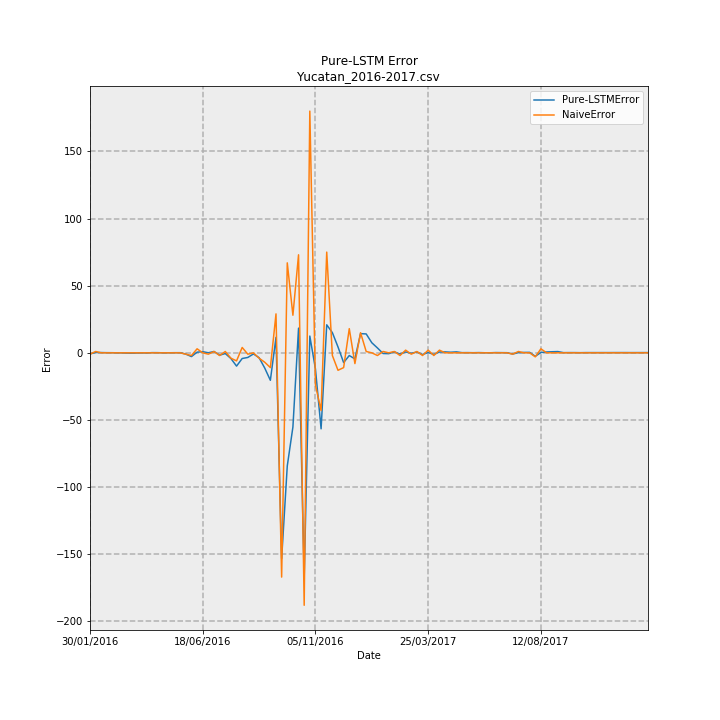 Pure-LSTM Error
Yucatan_2016-2017.csv
Pure-LSTMError
NaiveError
150
100
50
0
−50
−100
−150
−200
Error
30/01/2016 18/06/2016 05/11/2016 25/03/2017 12/08/2017
Date